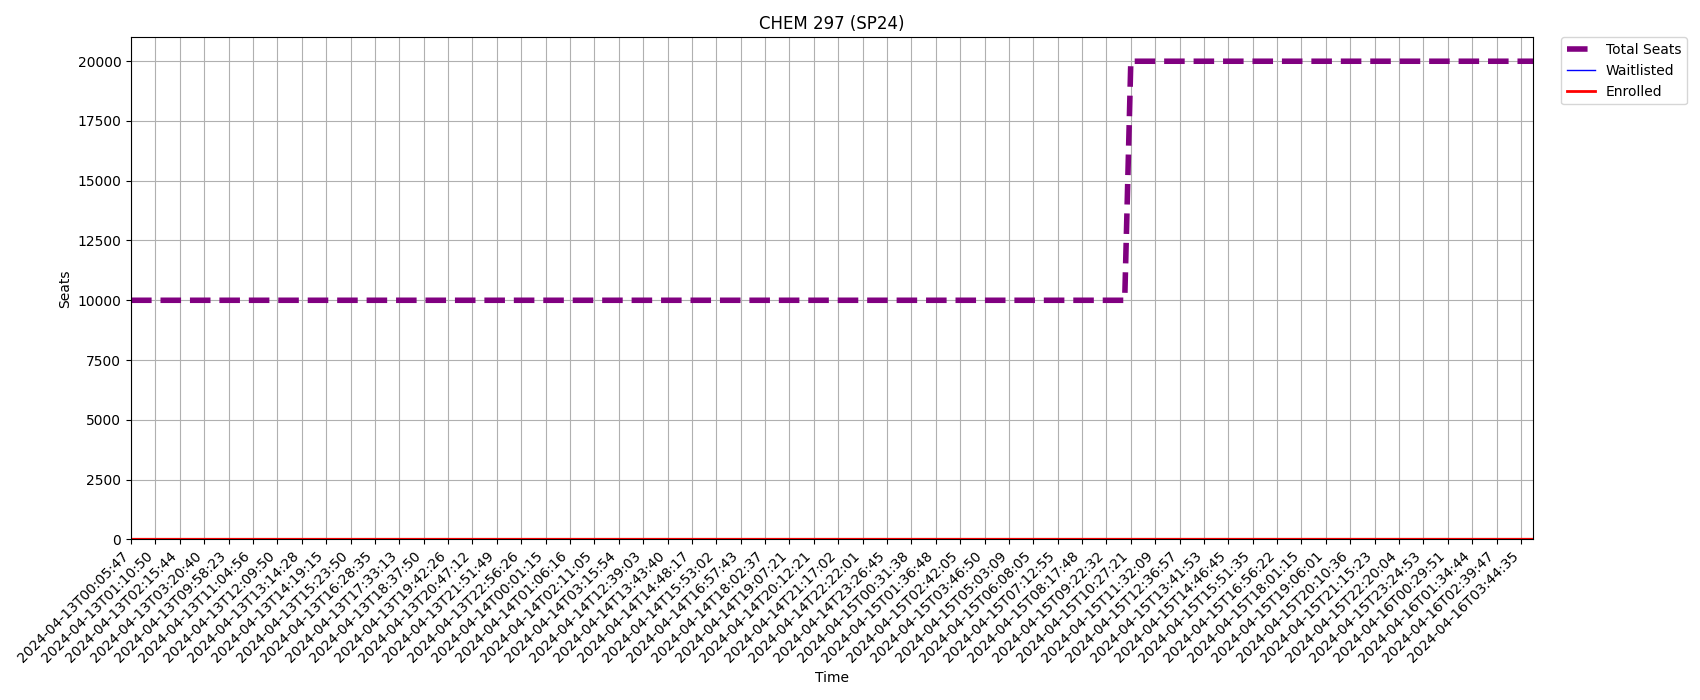 CHEM 297 (SP24)
Total Seats
Waitlisted
Enrolled
20000
17500
15000
12500
10000
7500
5000
2500
0
Seats
2024-04-13T00:05:47
2024-04-13T01:10:50
2024-04-13T02:15:44
2024-04-13T03:20:40
2024-04-13T09:58:23
2024-04-13T11:04:56
2024-04-13T12:09:50
2024-04-13T13:14:28
2024-04-13T14:19:15
2024-04-13T15:23:50
2024-04-13T16:28:35
2024-04-13T17:33:13
2024-04-13T18:37:50
2024-04-13T19:42:26
2024-04-13T20:47:12
2024-04-13T21:51:49
2024-04-13T22:56:26
2024-04-14T00:01:15
2024-04-14T01:06:16
2024-04-14T02:11:05
2024-04-14T03:15:54
2024-04-14T12:39:03
2024-04-14T13:43:40
2024-04-14T14:48:17
2024-04-14T15:53:02
2024-04-14T16:57:43
2024-04-14T18:02:37
2024-04-14T19:07:21
2024-04-14T20:12:21
2024-04-14T21:17:02
2024-04-14T22:22:01
2024-04-14T23:26:45
2024-04-15T00:31:38
2024-04-15T01:36:48
2024-04-15T02:42:05
2024-04-15T03:46:50
2024-04-15T05:03:09
2024-04-15T06:08:05
2024-04-15T07:12:55
2024-04-15T08:17:48
2024-04-15T09:22:32
2024-04-15T10:27:21
2024-04-15T11:32:09
2024-04-15T12:36:57
2024-04-15T13:41:53
2024-04-15T14:46:45
2024-04-15T15:51:35
2024-04-15T16:56:22
2024-04-15T18:01:15
2024-04-15T19:06:01
2024-04-15T20:10:36
2024-04-15T21:15:23
2024-04-15T22:20:04
2024-04-15T23:24:53
2024-04-16T00:29:51
2024-04-16T01:34:44
2024-04-16T02:39:47
2024-04-16T03:44:35
Time